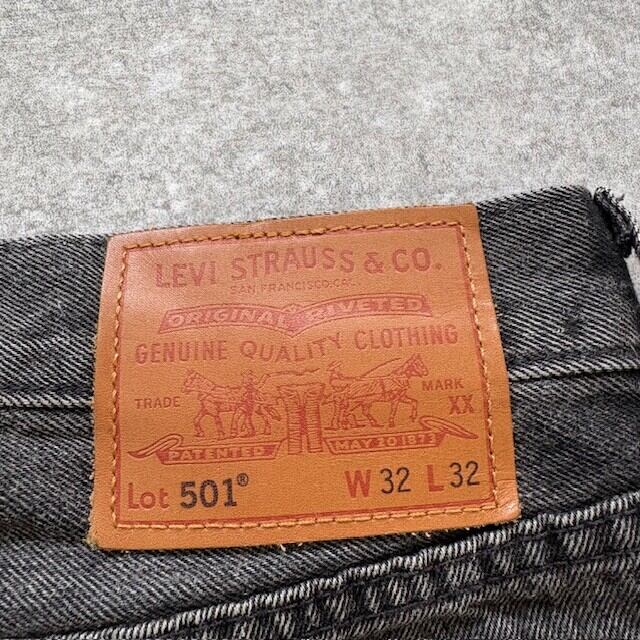 LEVI STRAUSS & CO.
SAN FRANCISCO, CAL.
ORIGINAL RIVETED
GENUINE QUALITY CLOTHING
TRADE MARK
XX
PATENTED MAY 20 1873
Lot 501® W 32 L 32